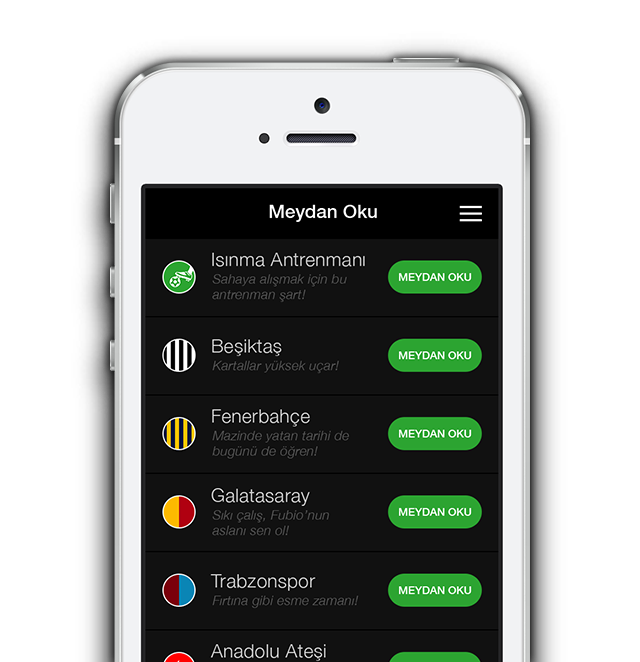 Meydan Oku
Isınma Antrenmanı
Sahaya alışmak için bu
antrenman şart!
MEYDAN OKU
Beşiktaş
Kartallar yüksek uçar!
MEYDAN OKU
Fenerbahçe
Mazinde yatan tarihi de
bugünü de öğren!
MEYDAN OKU
Galatasaray
Sıkı çalış, Fubio'nun
aslanı sen ol!
MEYDAN OKU
Trabzonspor
Fırtına gibi esme zamanı!
MEYDAN OKU
Anadolu Ateşi